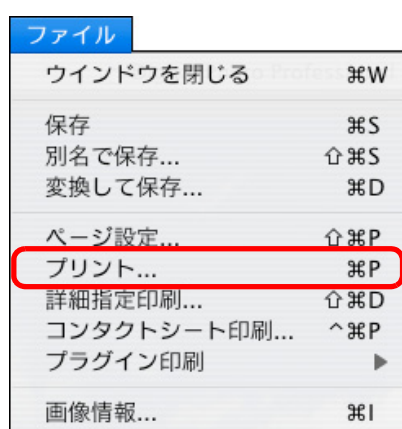 ファイル
ウインドウを閉じる ⌘W
保存 ⌘S
別名で保存... ⇧⌘S
変換して保存... ⌘D
ページ設定... ⇧⌘P
プリント... ⌘P
詳細指定印刷... ⇧⌘D
コンタクトシート印刷... ^⌘P
プラグイン印刷 ▶
画像情報... ⌘I